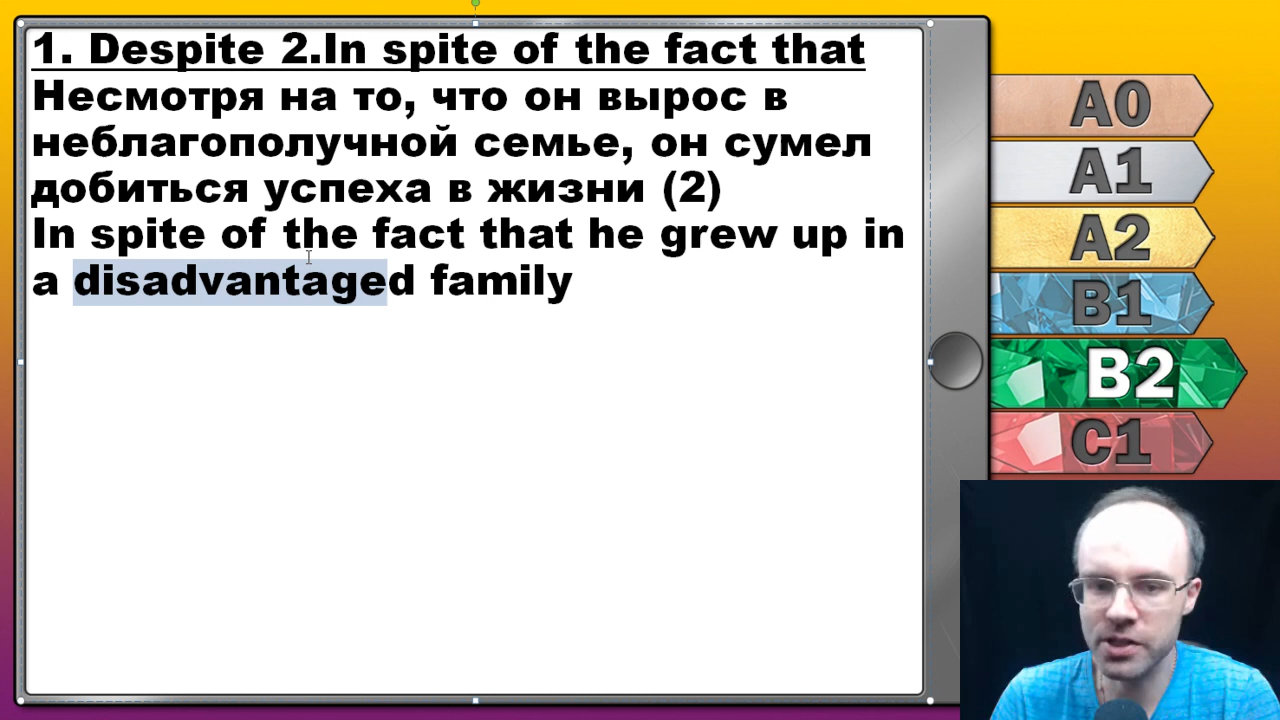 1. Despite 2.In spite of the fact that
Несмотря на то, что он вырос в
неблагополучной семье, он сумел
добиться успеха в жизни (2)
In spite of the fact that he grew up in
a disadvantaged family
A0
A1
A2
B1
B2
C1